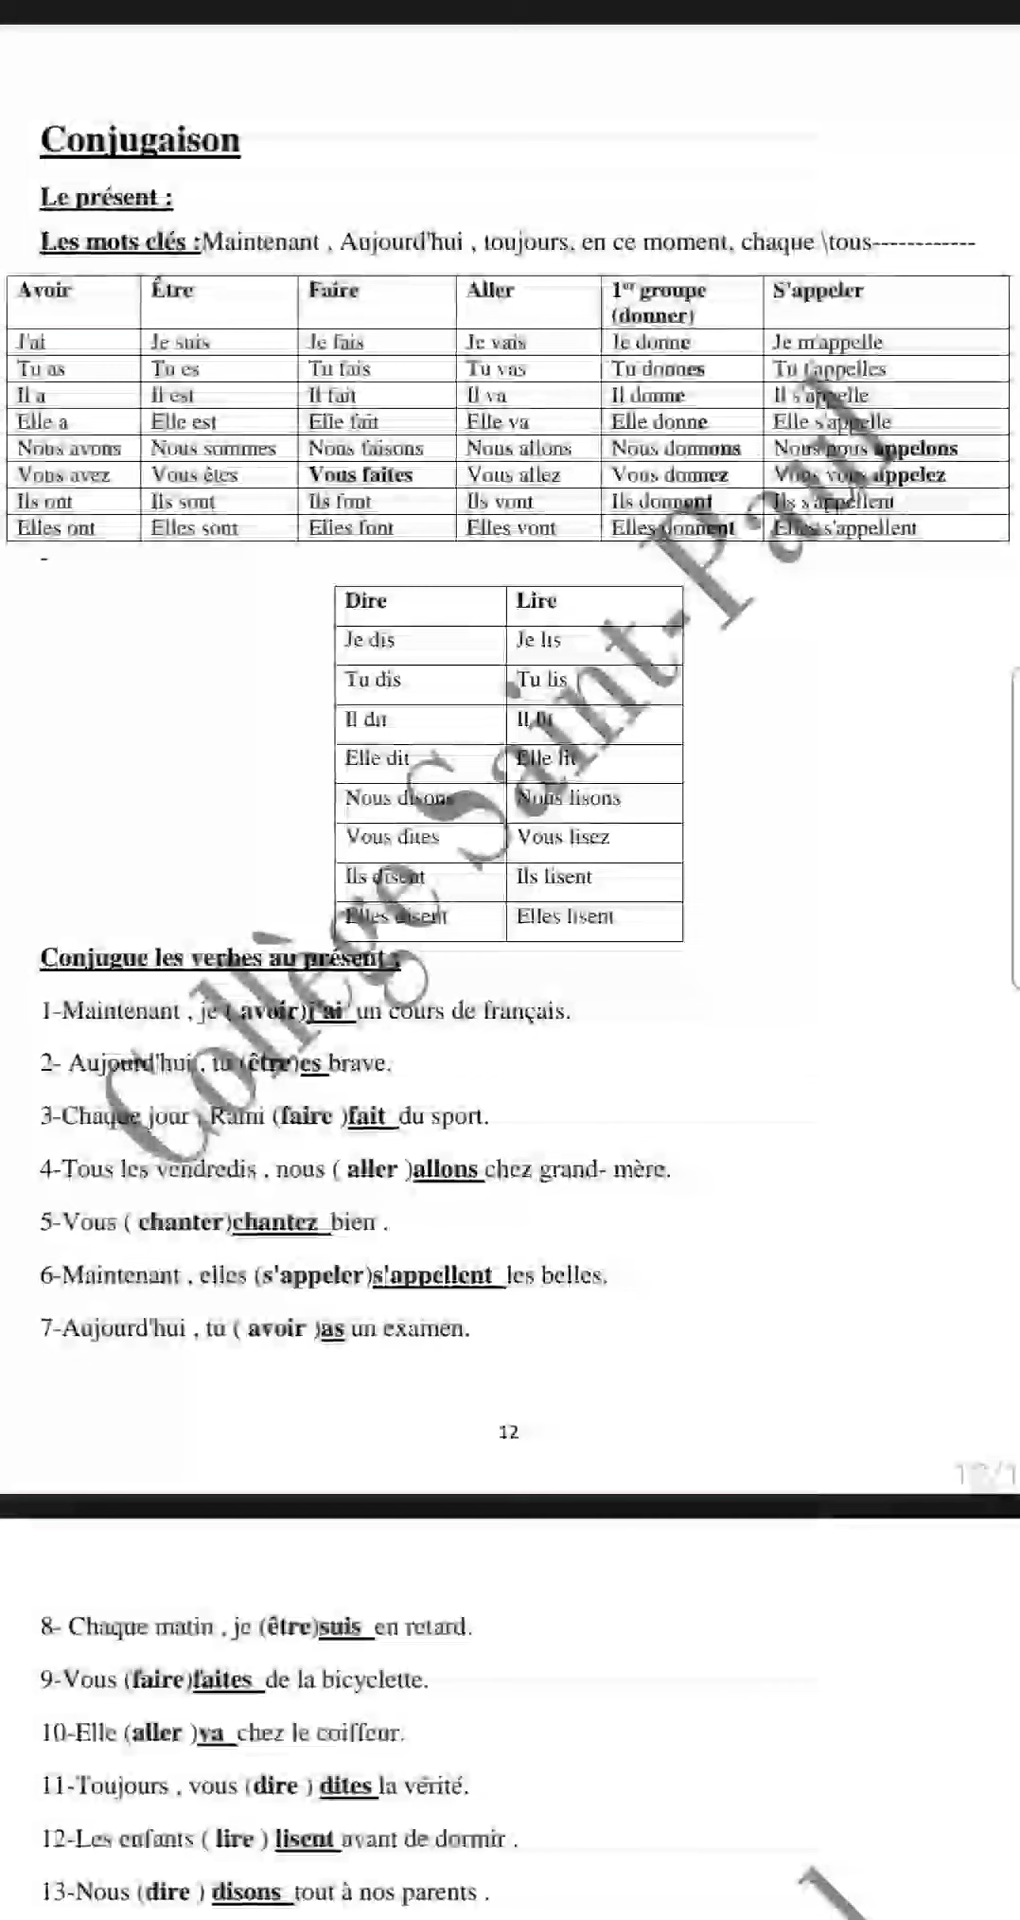 Conjugaison
Le présent :
Les mots clés :Maintenant , Aujourd'hui , toujours, en ce moment, chaque \tous------------
Avoir Être Faire Aller 1er groupe (donner) S'appeler
J'ai Je suis Je fais Je vais Je donne Je m'appelle
Tu as Tu es Tu fais Tu vas Tu donnes Tu t'appelles
Il a Il est Il fait Il va Il donne Il s'appelle
Elle a Elle est Elle fait Elle va Elle donne Elle s'appelle
Nous avons Nous sommes Nous faisons Nous allons Nous donnons Nous nous appelons
Vous avez Vous êtes Vous faites Vous allez Vous donnez Vous vous appelez
Ils ont Ils sont Ils font Ils vont Ils donnent Ils s'appellent
Elles ont Elles sont Elles font Elles vont Elles donnent Elles s'appellent
-
Dire Lire
Je dis Je lis
Tu dis Tu lis
Il dit Il lit
Elle dit Elle lit
Nous disons Nous lisons
Vous dites Vous lisez
Ils disent Ils lisent
Elles disent Elles lisent
Collège Saint-Paul
Conjugue les verbes au présent :
1-Maintenant , je ( avoir)j'ai un cours de français.
2- Aujourd'hui , tu (être)es brave.
3-Chaque jour , Rami (faire )fait du sport.
4-Tous les vendredis , nous ( aller )allons chez grand- mère.
5-Vous ( chanter)chantez bien .
6-Maintenant , elles (s'appeler)s'appellent les belles.
7-Aujourd'hui , tu ( avoir )as un examen.
12
8- Chaque matin , je (être)suis en retard.
9-Vous (faire)faites de la bicyclette.
10-Elle (aller )va chez le coiffeur.
11-Toujours , vous (dire ) dites la vérité.
12-Les enfants ( lire ) lisent avant de dormir .
13-Nous (dire ) disons tout à nos parents .